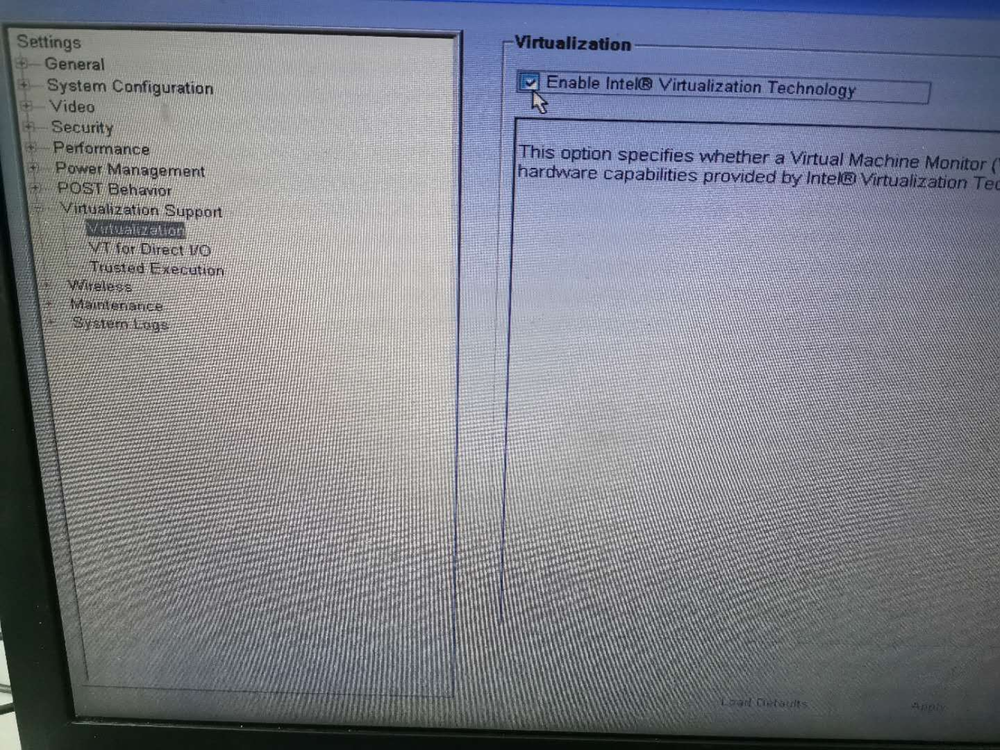 Settings
General
System Configuration
Video
Security
Performance
Power Management
POST Behavior
Virtualization Support
Virtualization
VT for Direct I/O
Trusted Execution
Wireless
Maintenance
System Logs
Virtualization
Enable Intel® Virtualization Technology
This option specifies whether a Virtual Machine Monitor (
hardware capabilities provided by Intel® Virtualization Tec
Load Defaults
Apply